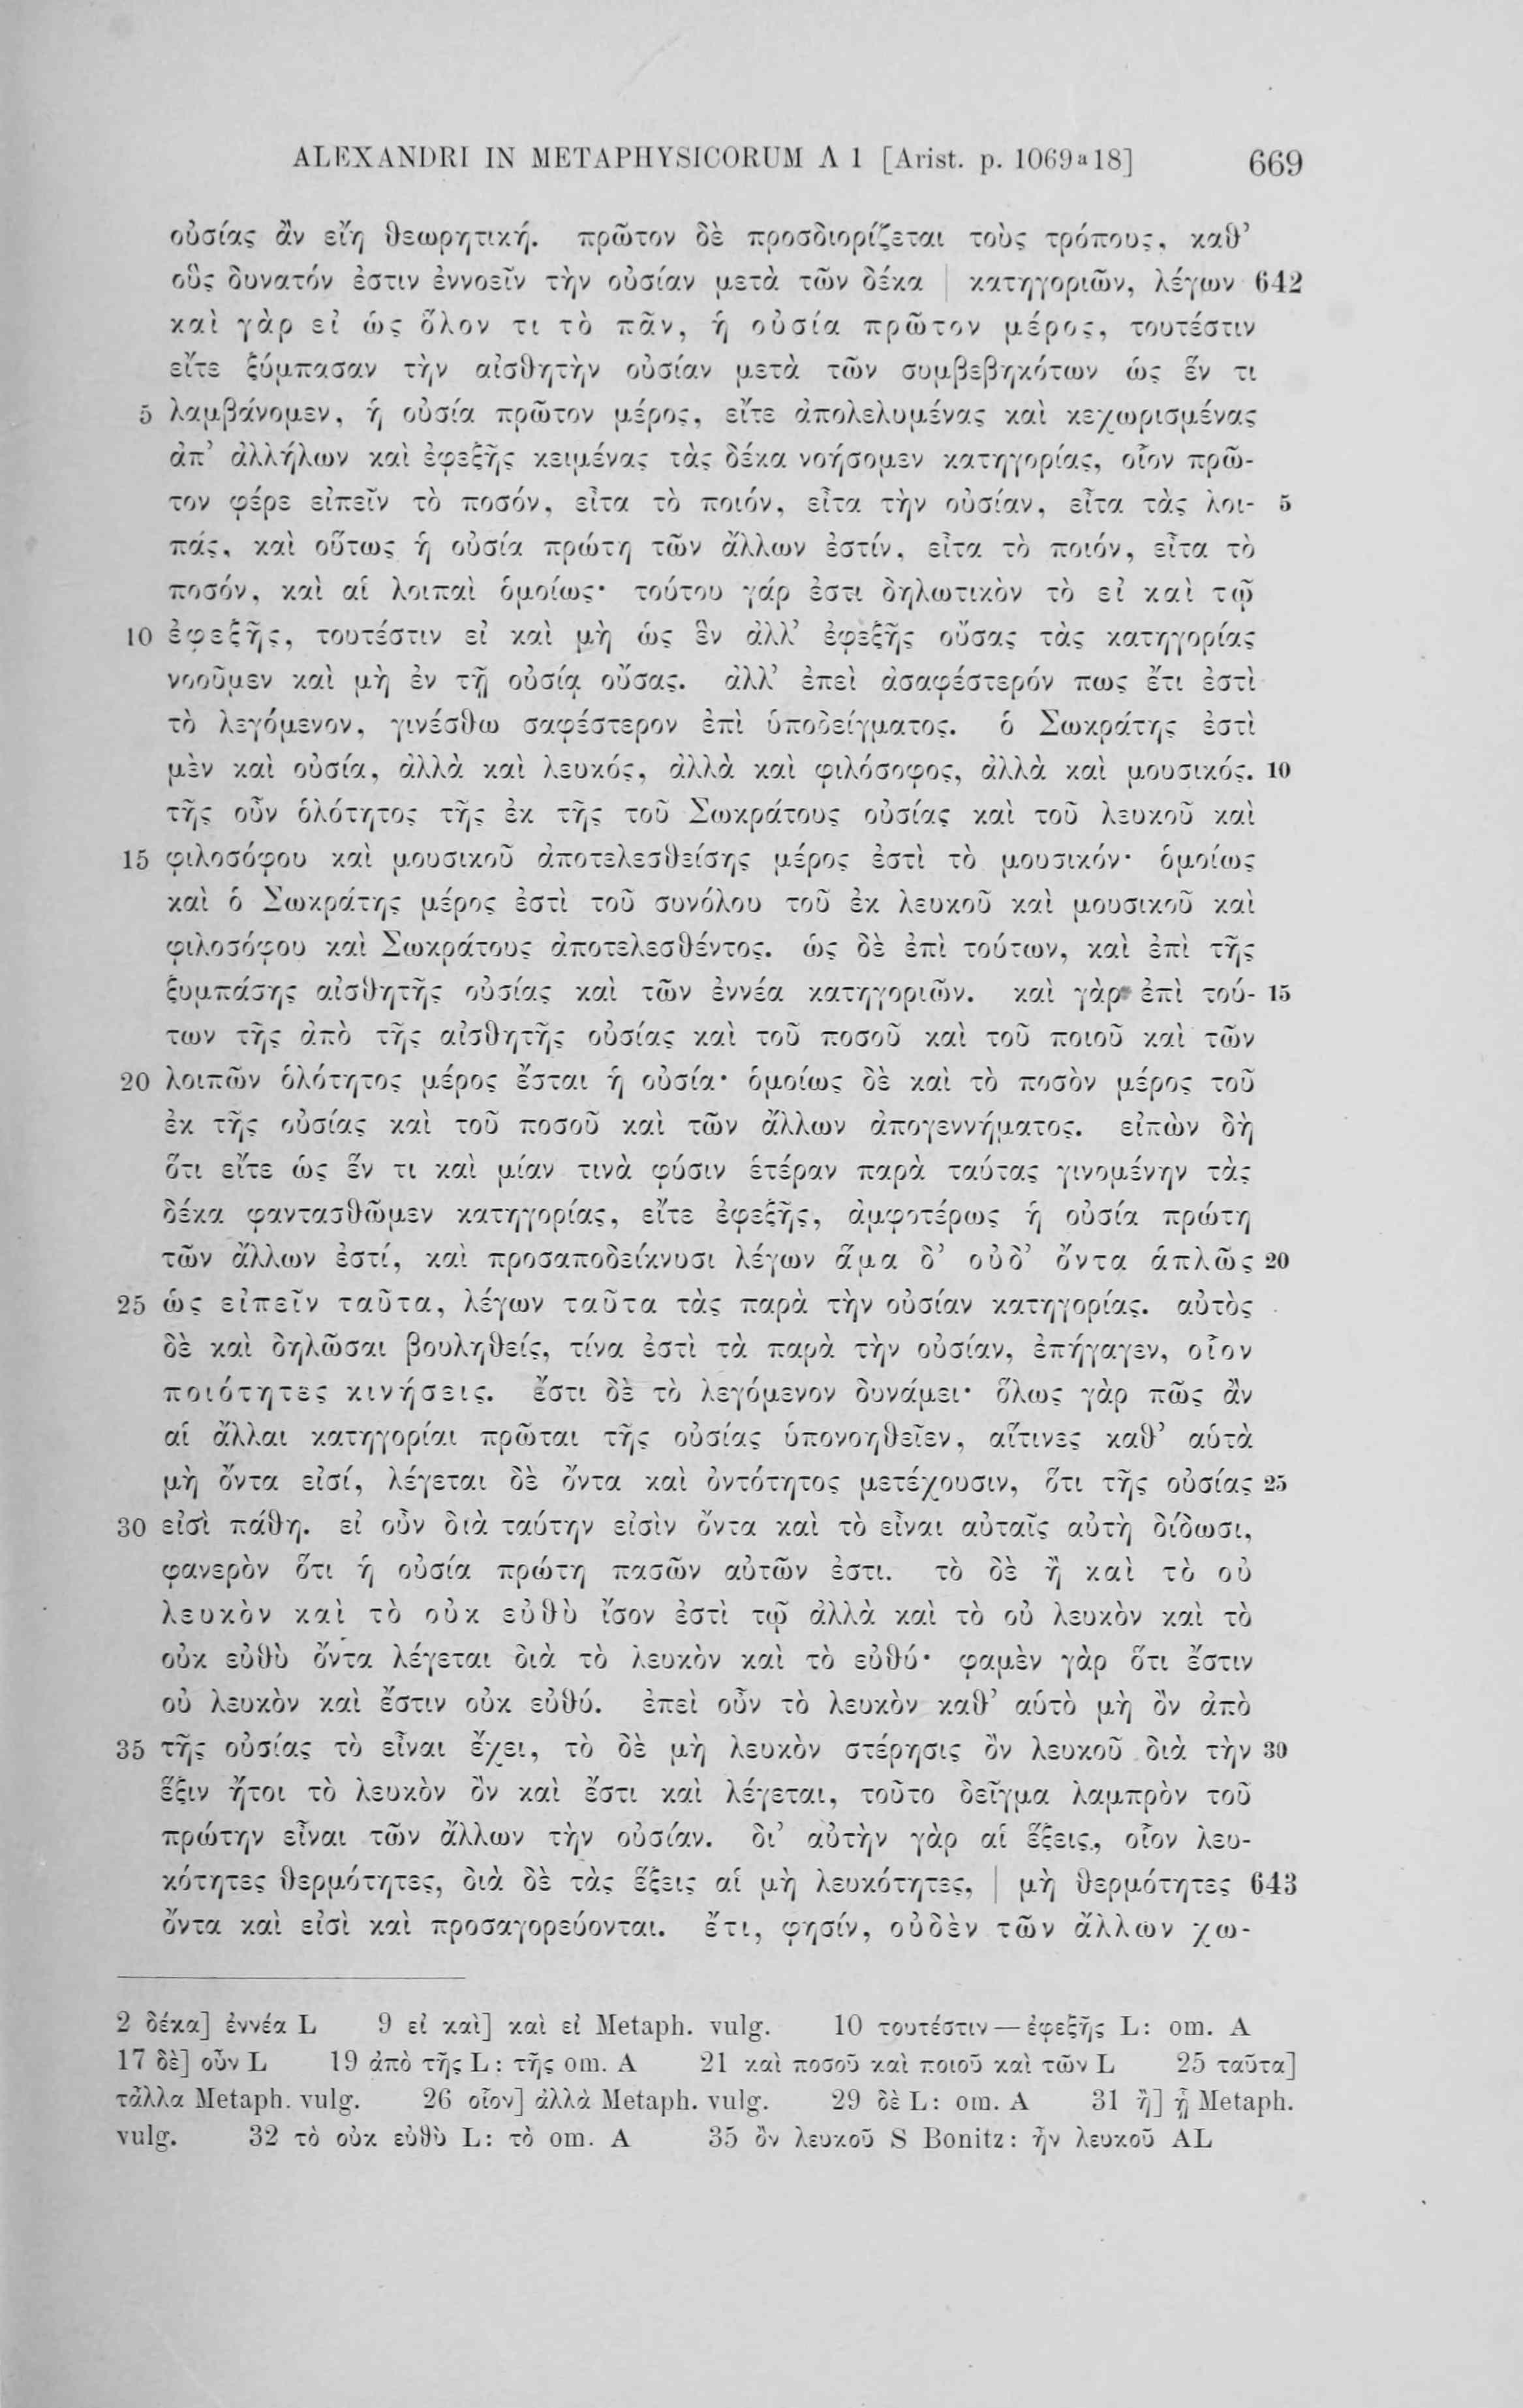 ALEXANDRI IN METAPHYSICORUM Λ 1 [Arist. p. 1069ᵃ18] 669
οὐσίας ἂν εἴη θεωρητική. πρῶτον δὲ προσδιορίζεται τοὺς τρόπους, καθ’
οὓς δυνατόν ἐστιν ἐννοεῖν τὴν οὐσίαν μετὰ τῶν δέκα | κατηγοριῶν, λέγων 642
καὶ γὰρ εἰ ὡς ὅλον τι τὸ πᾶν, ἡ οὐσία πρῶτον μέρος, τουτέστιν
εἴτε ξύμπασαν τὴν αἰσθητὴν οὐσίαν μετὰ τῶν συμβεβηκότων ὡς ἕν τι
5 λαμβάνομεν, ἡ οὐσία πρῶτον μέρος, εἴτε ἀπολελυμένας καὶ κεχωρισμένας
ἀπ’ ἀλλήλων καὶ ἐφεξῆς κειμένας τὰς δέκα νοήσομεν κατηγορίας, οἷον πρῶ-
τον φέρε εἰπεῖν τὸ ποσόν, εἶτα τὸ ποιόν, εἶτα τὴν οὐσίαν, εἶτα τὰς λοι- 5
πάς, καὶ οὕτως ἡ οὐσία πρώτη τῶν ἄλλων ἐστίν, εἶτα τὸ ποιόν, εἶτα τὸ
ποσόν, καὶ αἱ λοιπαὶ ὁμοίως· τούτου γάρ ἐστι δηλωτικὸν τὸ εἰ καὶ τῷ
10 ἐφεξῆς, τουτέστιν εἰ καὶ μὴ ὡς ἓν ἀλλ’ ἐφεξῆς οὔσας τὰς κατηγορίας
νοοῦμεν καὶ μὴ ἐν τῇ οὐσίᾳ οὔσας. ἀλλ’ ἐπεὶ ἀσαφέστερόν πως ἔτι ἐστὶ
τὸ λεγόμενον, γινέσθω σαφέστερον ἐπὶ ὑποδείγματος. ὁ Σωκράτης ἐστὶ
μὲν καὶ οὐσία, ἀλλὰ καὶ λευκός, ἀλλὰ καὶ φιλόσοφος, ἀλλὰ καὶ μουσικός. 10
τῆς οὖν ὁλότητος τῆς ἐκ τῆς τοῦ Σωκράτους οὐσίας καὶ τοῦ λευκοῦ καὶ
15 φιλοσόφου καὶ μουσικοῦ ἀποτελεσθείσης μέρος ἐστὶ τὸ μουσικόν· ὁμοίως
καὶ ὁ Σωκράτης μέρος ἐστὶ τοῦ συνόλου τοῦ ἐκ λευκοῦ καὶ μουσικοῦ καὶ
φιλοσόφου καὶ Σωκράτους ἀποτελεσθέντος. ὡς δὲ ἐπὶ τούτων, καὶ ἐπὶ τῆς
ξυμπάσης αἰσθητῆς οὐσίας καὶ τῶν ἐννέα κατηγοριῶν. καὶ γὰρ ἐπὶ τού- 15
των τῆς ἀπὸ τῆς αἰσθητῆς οὐσίας καὶ τοῦ ποσοῦ καὶ τοῦ ποιοῦ καὶ τῶν
20 λοιπῶν ὁλότητος μέρος ἔσται ἡ οὐσία· ὁμοίως δὲ καὶ τὸ ποσὸν μέρος τοῦ
ἐκ τῆς οὐσίας καὶ τοῦ ποσοῦ καὶ τῶν ἄλλων ἀπογεννήματος. εἰπὼν δὴ
ὅτι εἴτε ὡς ἕν τι καὶ μίαν τινὰ φύσιν ἑτέραν παρὰ ταύτας γινομένην τὰς
δέκα φαντασθῶμεν κατηγορίας, εἴτε ἐφεξῆς, ἀμφοτέρως ἡ οὐσία πρώτη
τῶν ἄλλων ἐστί, καὶ προσαποδείκνυσι λέγων ἅμα δ’ οὐδ’ ὄντα ἁπλῶς 20
25 ὡς εἰπεῖν ταῦτα, λέγων ταῦτα τὰς παρὰ τὴν οὐσίαν κατηγορίας. αὐτὸς
δὲ καὶ δηλῶσαι βουληθείς, τίνα ἐστὶ τὰ παρὰ τὴν οὐσίαν, ἐπήγαγεν, οἷον
ποιότητες κινήσεις. ἔστι δὲ τὸ λεγόμενον δυνάμει· ὅλως γὰρ πῶς ἂν
αἱ ἄλλαι κατηγορίαι πρῶται τῆς οὐσίας ὑπονοηθεῖεν, αἵτινες καθ’ αὑτὰ
μὴ ὄντα εἰσί, λέγεται δὲ ὄντα καὶ ὀντότητος μετέχουσιν, ὅτι τῆς οὐσίας 25
30 εἰσὶ πάθη. εἰ οὖν διὰ ταύτην εἰσὶν ὄντα καὶ τὸ εἶναι αὐταῖς αὐτὴ δίδωσι,
φανερὸν ὅτι ἡ οὐσία πρώτη πασῶν αὐτῶν ἐστι. τὸ δὲ ἢ καὶ τὸ οὐ
λευκὸν καὶ τὸ οὐκ εὐθὺ ἴσον ἐστὶ τῷ ἀλλὰ καὶ τὸ οὐ λευκὸν καὶ τὸ
οὐκ εὐθὺ ὄντα λέγεται διὰ τὸ λευκὸν καὶ τὸ εὐθύ· φαμὲν γὰρ ὅτι ἔστιν
οὐ λευκὸν καὶ ἔστιν οὐκ εὐθύ. ἐπεὶ οὖν τὸ λευκὸν καθ’ αὑτὸ μὴ ὂν ἀπὸ
35 τῆς οὐσίας τὸ εἶναι ἔχει, τὸ δὲ μὴ λευκὸν στέρησις ὂν λευκοῦ διὰ τὴν 30
ἕξιν ἤτοι τὸ λευκὸν ὂν καὶ ἔστι καὶ λέγεται, τοῦτο δεῖγμα λαμπρὸν τοῦ
πρώτην εἶναι τῶν ἄλλων τὴν οὐσίαν. δι’ αὐτὴν γὰρ αἱ ἕξεις, οἷον λευ-
κότητες θερμότητες, διὰ δὲ τὰς ἕξεις αἱ μὴ λευκότητες, | μὴ θερμότητες 643
ὄντα καὶ εἰσὶ καὶ προσαγορεύονται. ἔτι, φησίν, οὐδὲν τῶν ἄλλων χω-
2 δέκα] ἐννέα L 9 εἰ καὶ] καὶ εἰ Metaph. vulg. 10 τουτέστιν — ἐφεξῆς L: om. A
17 δὲ] οὖν L 19 ἀπὸ τῆς L: τῆς om. A 21 καὶ ποσοῦ καὶ ποιοῦ καὶ τῶν L 25 ταῦτα]
τἆλλα Metaph. vulg. 26 οἷον] ἀλλὰ Metaph. vulg. 29 δὲ L: om. A 31 ἢ] ᾖ Metaph.
vulg. 32 τὸ οὐκ εὐθὺ L: τὸ om. A 35 ὂν λευκοῦ S Bonitz: ἦν λευκοῦ AL